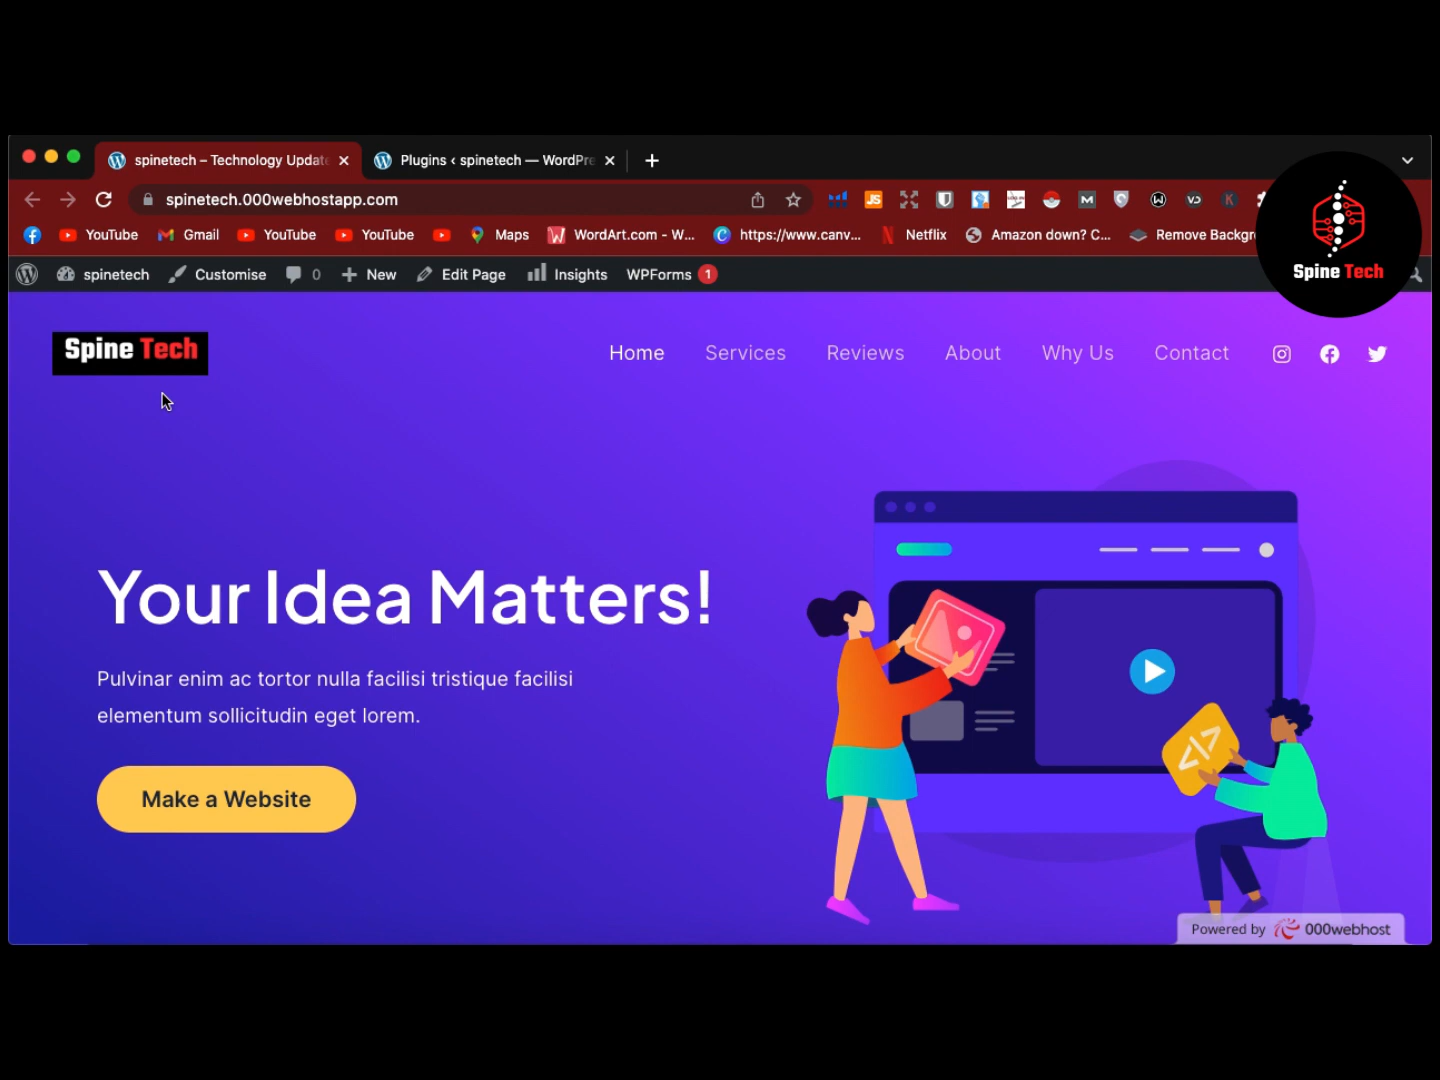 spinetech – Technology Update
Plugins ‹ spinetech — WordPre
spinetech.000webhostapp.com
JS
M
W
VD
K
YouTube
Gmail
YouTube
YouTube
Maps
WordArt.com - W...
https://www.canv...
Netflix
Amazon down? C...
Remove Backgr
Spine Tech
spinetech
Customise
0
New
Edit Page
Insights
WPForms
1
Spine Tech
Home
Services
Reviews
About
Why Us
Contact
Your Idea Matters!
Pulvinar enim ac tortor nulla facilisi tristique facilisi
elementum sollicitudin eget lorem.
Make a Website
</>
Powered by 000webhost